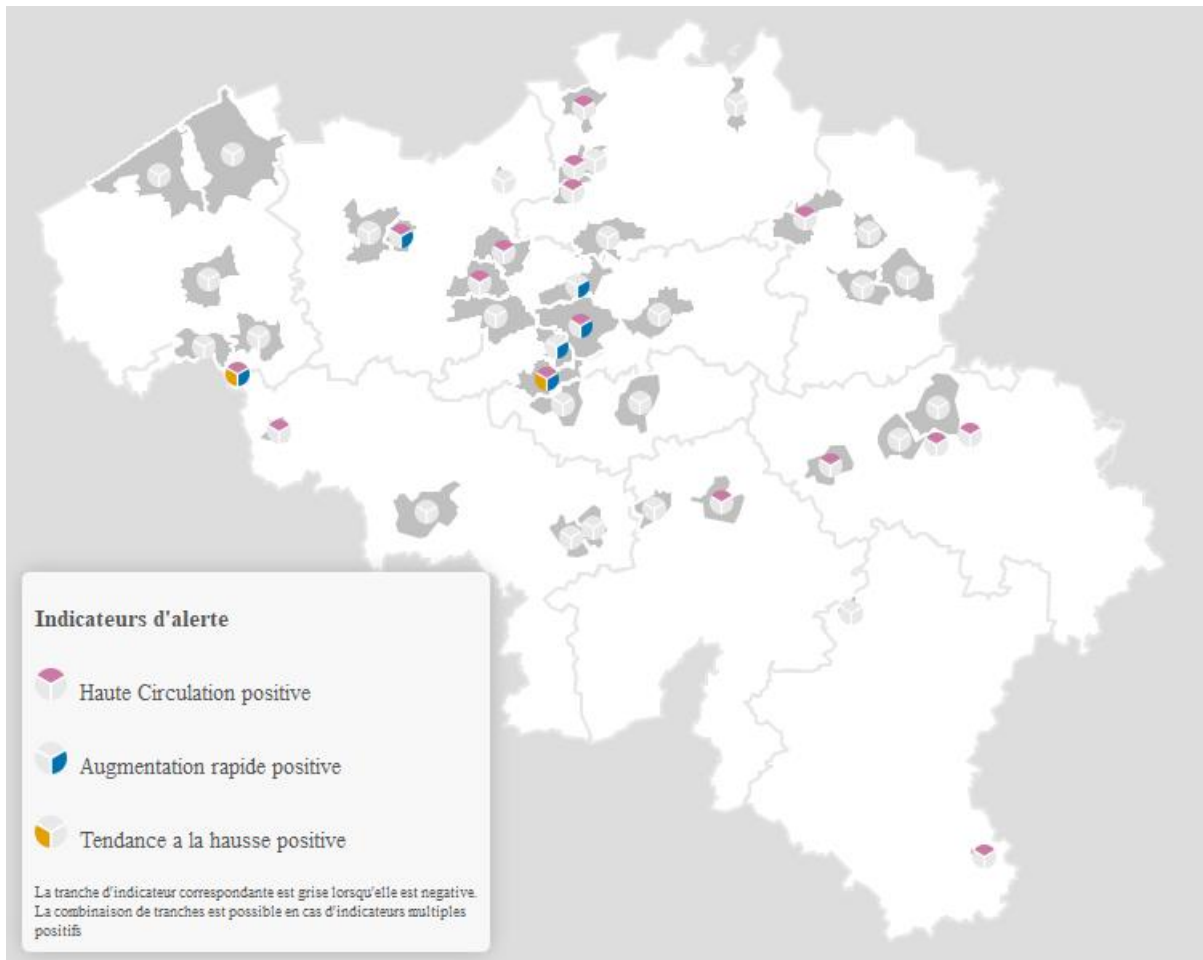 Indicateurs d'alerte
Haute Circulation positive
Augmentation rapide positive
Tendance a la hausse positive
La tranche d'indicateur correspondante est grise lorsqu'elle est negative.
La combinaison de tranches est possible en cas d'indicateurs multiples
positifs